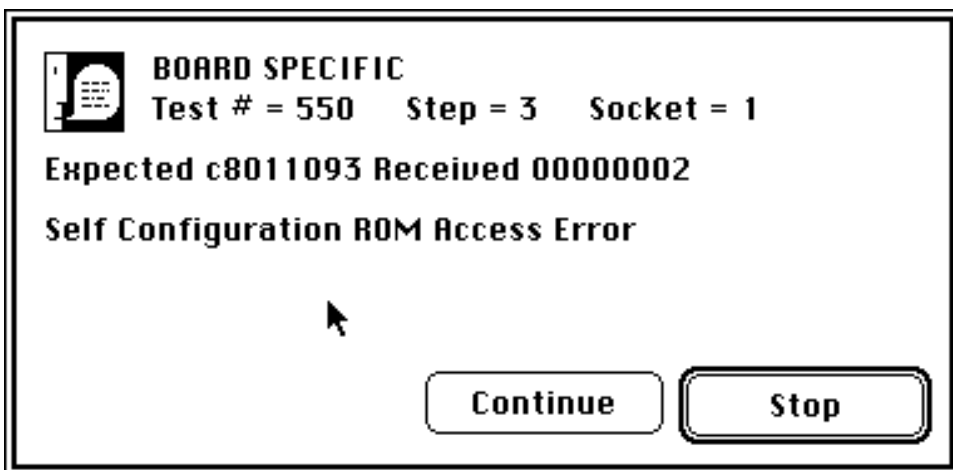 BOARD SPECIFIC
Test # = 550 Step = 3 Socket = 1
Expected c8011093 Received 00000002
Self Configuration ROM Access Error
Continue
Stop